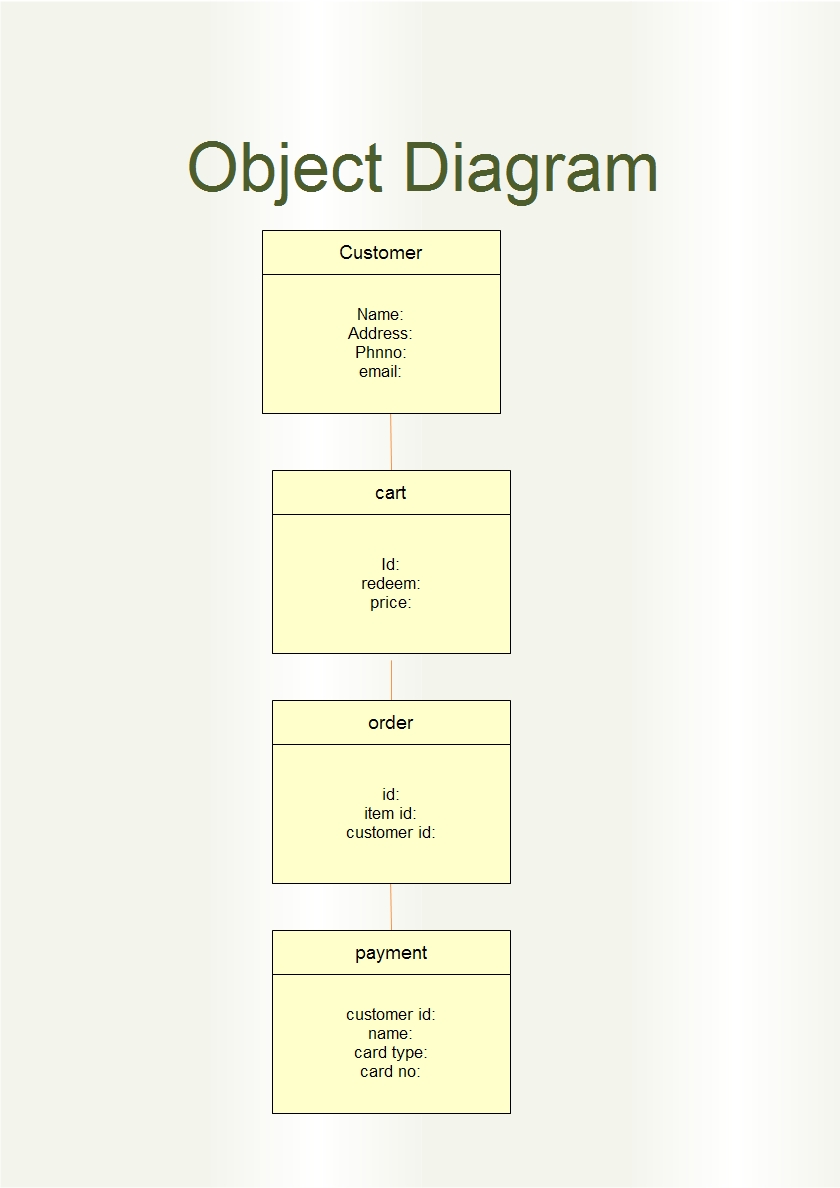 Object Diagram
Customer
Name:
Address:
Phnno:
email:
cart
Id:
redeem:
price:
order
id:
item id:
customer id:
payment
customer id:
name:
card type:
card no: